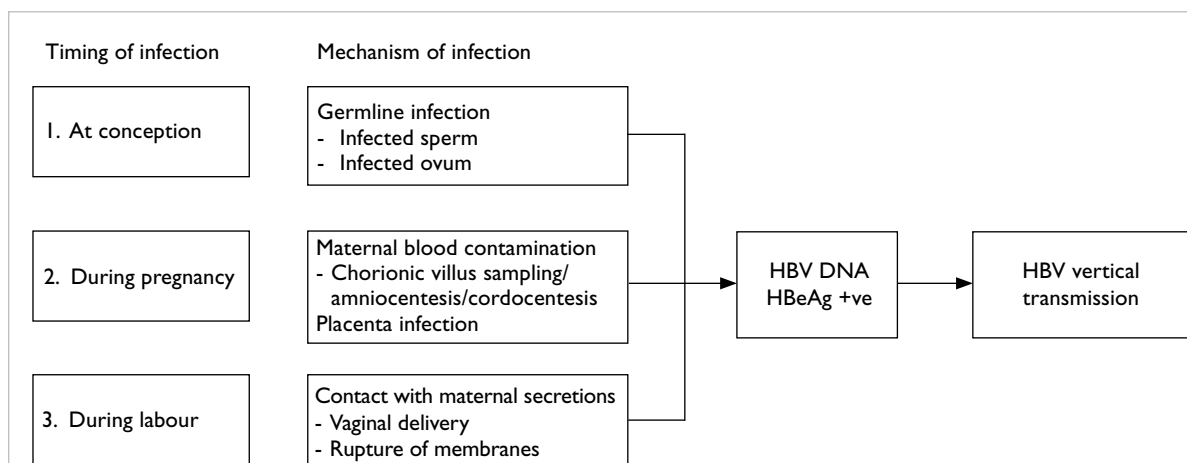 Timing of infection
Mechanism of infection
1. At conception
Germline infection
- Infected sperm
- Infected ovum
2. During pregnancy
Maternal blood contamination
- Chorionic villus sampling/
amniocentesis/cordocentesis
Placenta infection
HBV DNA
HBeAg +ve
HBV vertical
transmission
3. During labour
Contact with maternal secretions
- Vaginal delivery
- Rupture of membranes